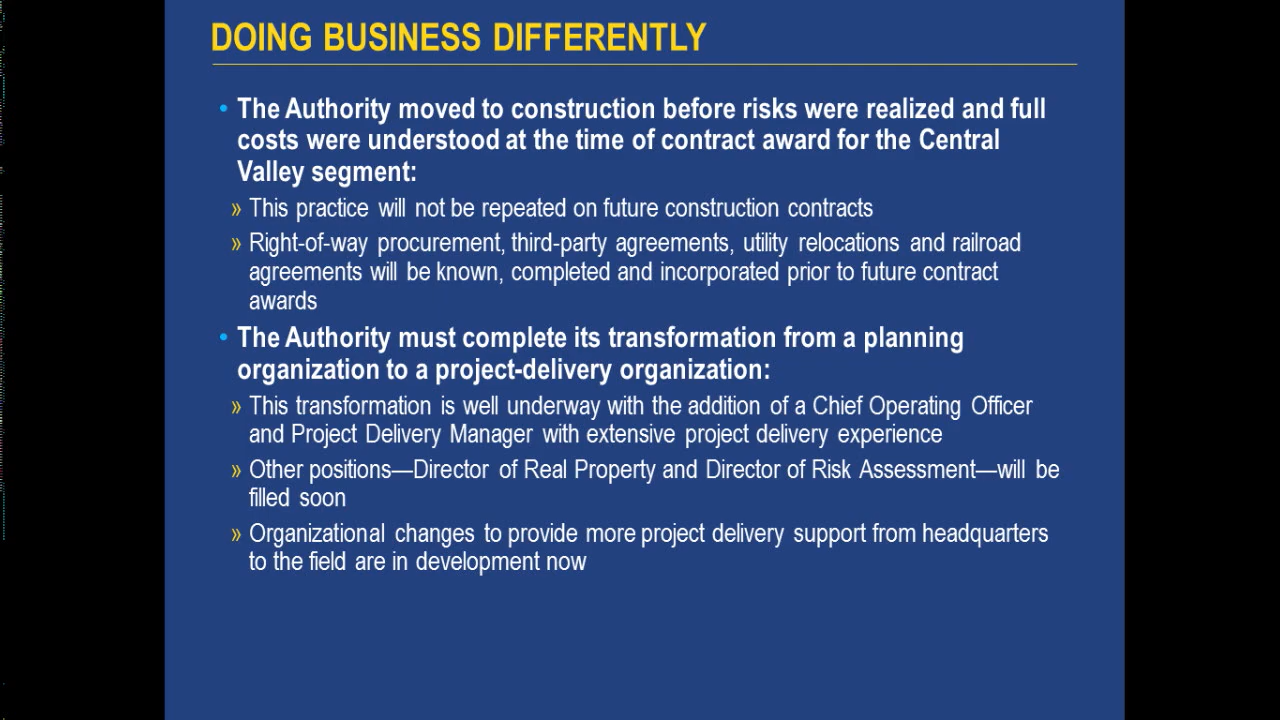 DOING BUSINESS DIFFERENTLY
• The Authority moved to construction before risks were realized and full
costs were understood at the time of contract award for the Central
Valley segment:
» This practice will not be repeated on future construction contracts
» Right-of-way procurement, third-party agreements, utility relocations and railroad
agreements will be known, completed and incorporated prior to future contract
awards
• The Authority must complete its transformation from a planning
organization to a project-delivery organization:
» This transformation is well underway with the addition of a Chief Operating Officer
and Project Delivery Manager with extensive project delivery experience
» Other positions—Director of Real Property and Director of Risk Assessment—will be
filled soon
» Organizational changes to provide more project delivery support from headquarters
to the field are in development now